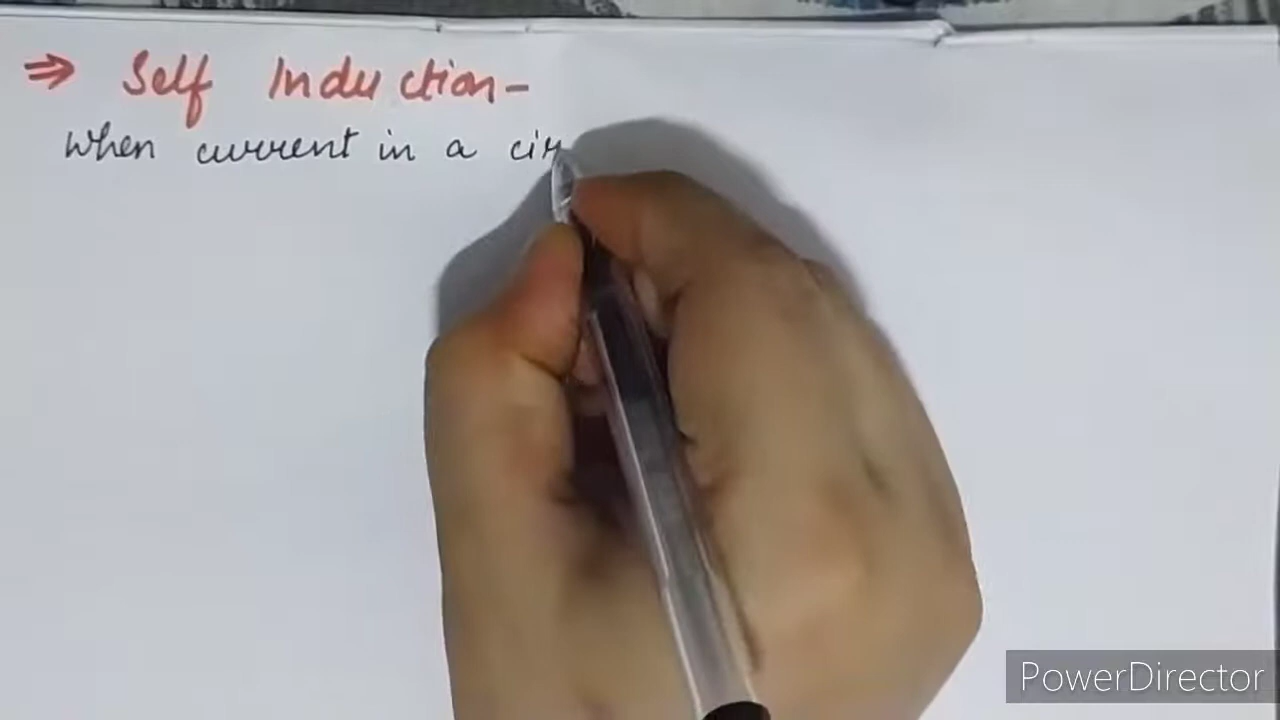 ⇒ Self Induction-
When current in a cir
PowerDirector